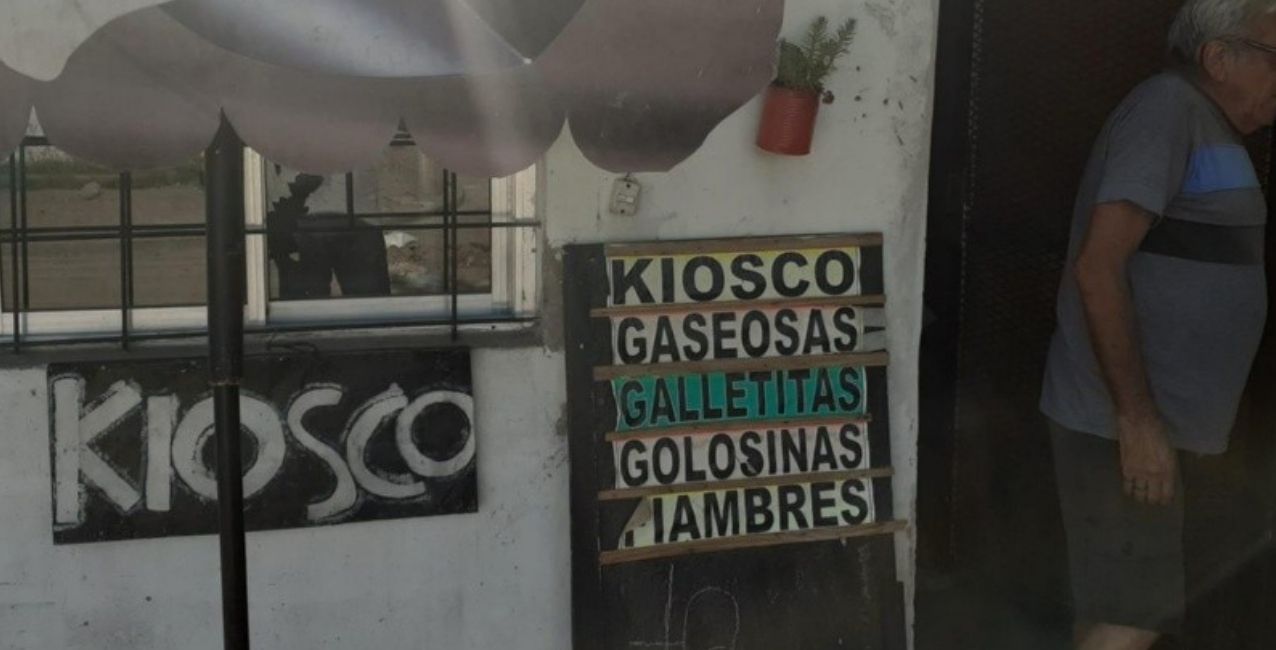 KIOSCO
KIOSCO
GASEOSAS
GALLETITAS
GOLOSINAS
FIAMBRES